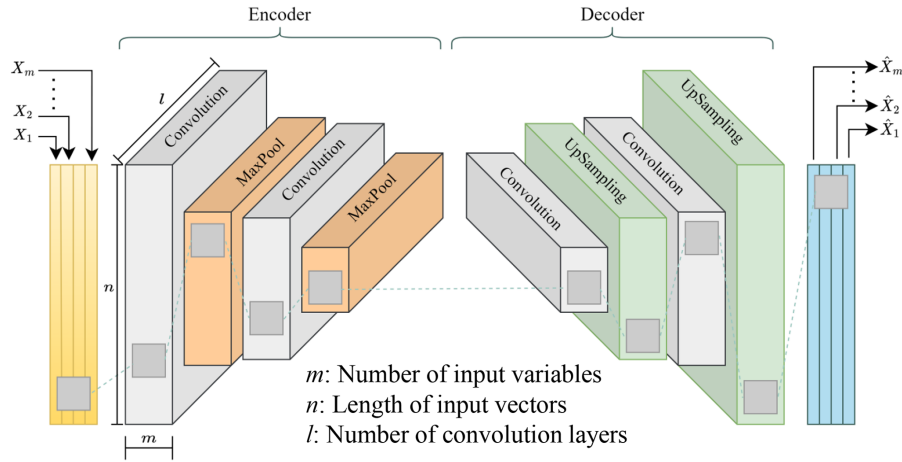 Encoder
Decoder
X_m
X_2
X_1
l
Convolution
MaxPool
Convolution
MaxPool
Convolution
UpSampling
Convolution
UpSampling
X̂_m
X̂_2
X̂_1
n
m
m: Number of input variables
n: Length of input vectors
l: Number of convolution layers